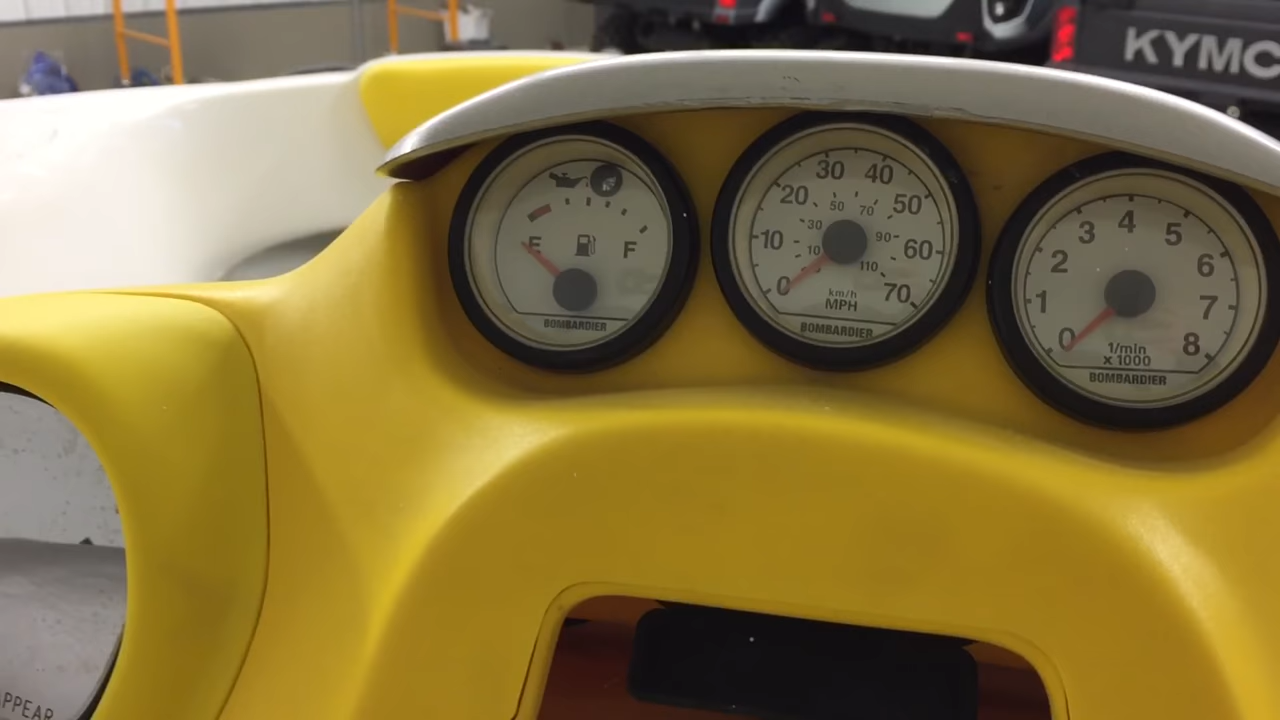 KYMC
E F
BOMBARDIER
0 10 20 30 40 50 60 70
10 30 50 70 90 110
km/h
MPH
BOMBARDIER
0 1 2 3 4 5 6 7 8
1/min
x 1000
BOMBARDIER
PPEAR